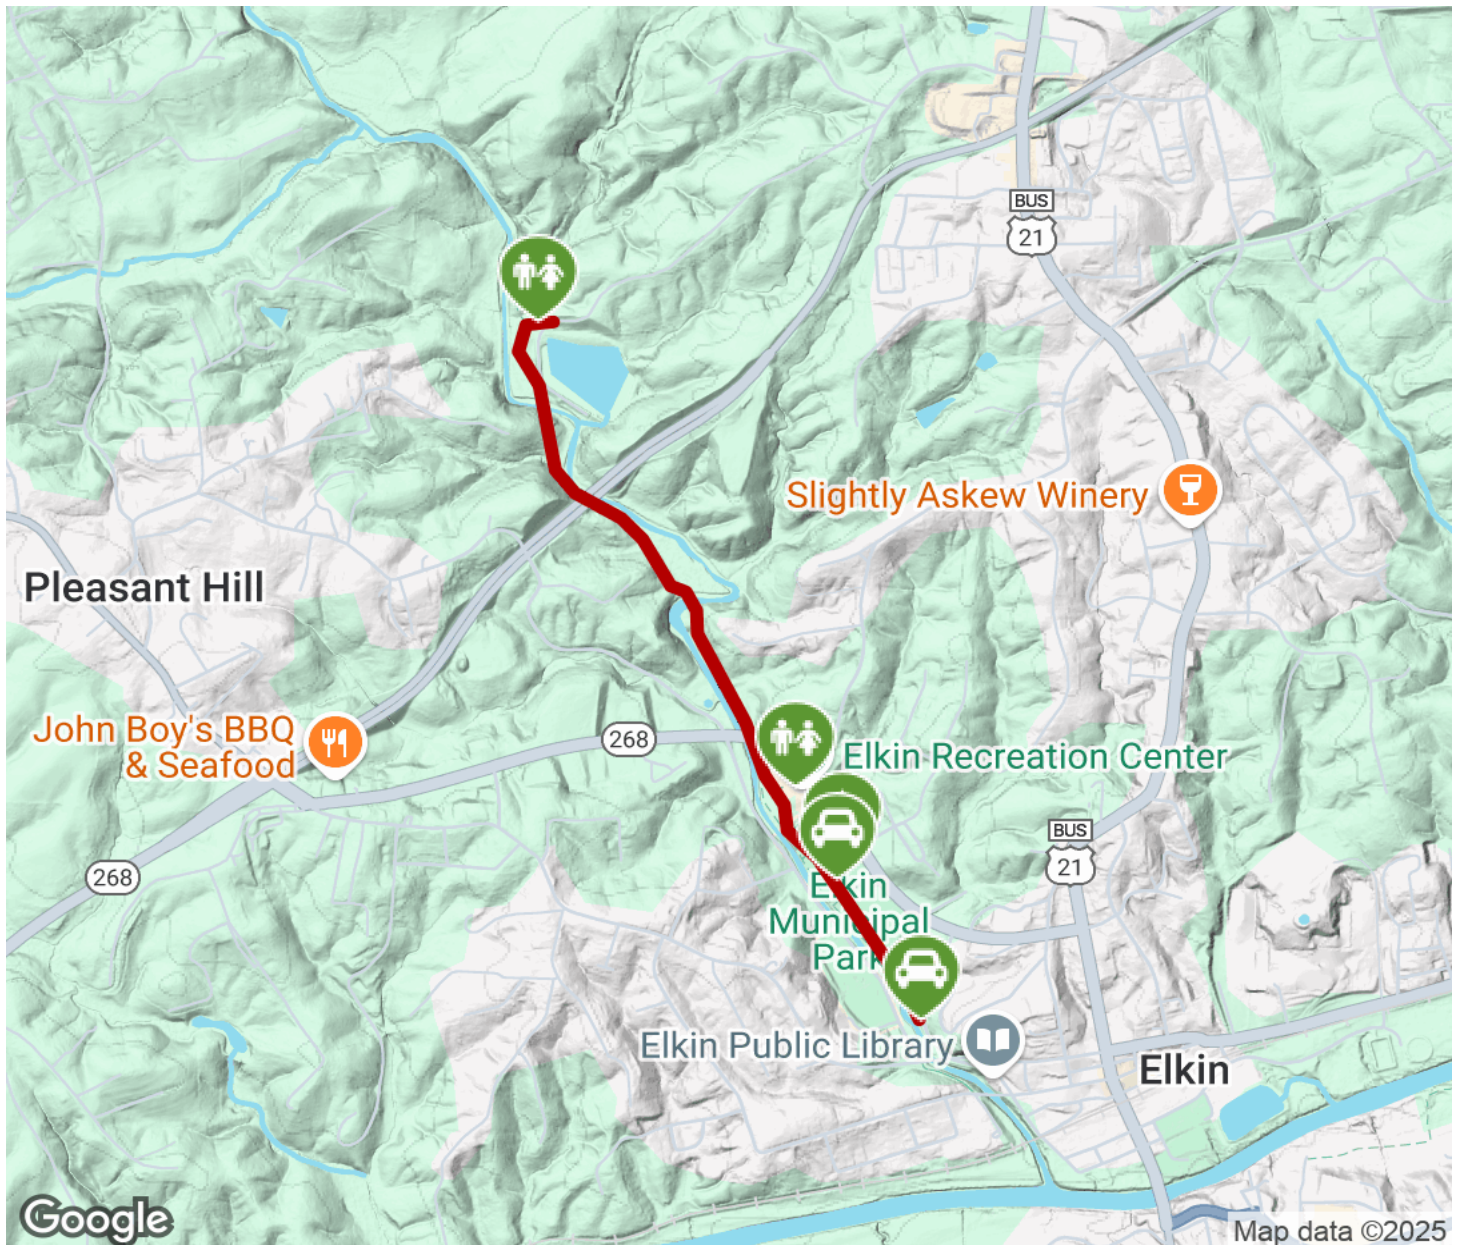 BUS
21
Slightly Askew Winery
Pleasant Hill
John Boy's BBQ
& Seafood
268
Elkin Recreation Center
BUS
21
268
Elkin
Municipal
Park
Elkin Public Library
Elkin
Google
Map data ©2025